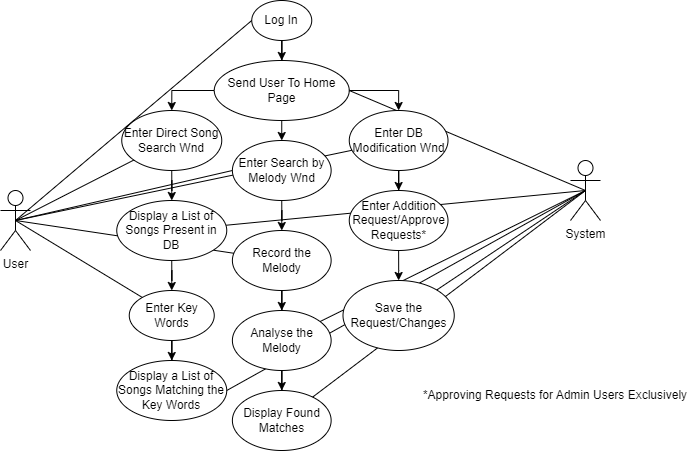 Log In
Send User To Home
Page
Enter Direct Song
Search Wnd
Enter Search by
Melody Wnd
Enter DB
Modification Wnd
Display a List of
Songs Present in
DB
Enter Addition
Request/Approve
Requests*
User
System
Record the
Melody
Enter Key
Words
Save the
Request/Changes
Analyse the
Melody
Display a List of
Songs Matching the
Key Words
Display Found
Matches
*Approving Requests for Admin Users Exclusively